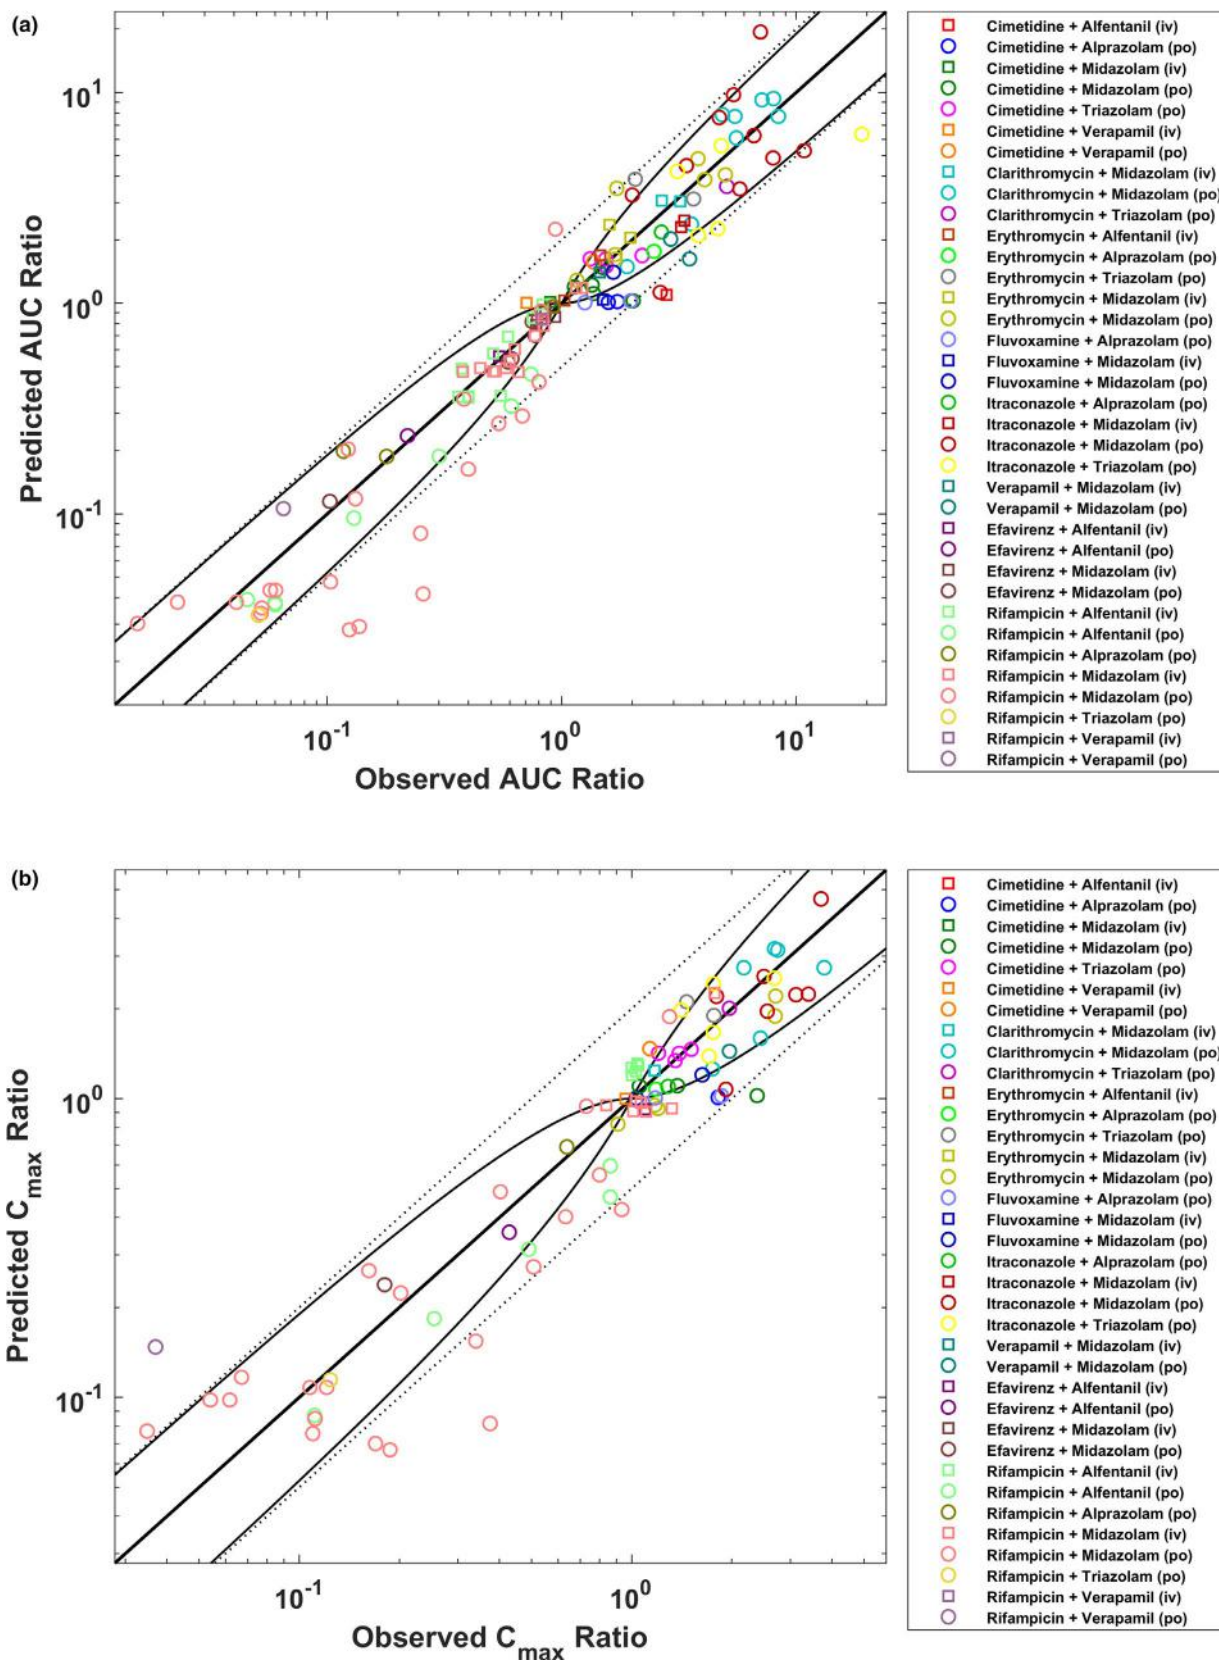 (a)
Predicted AUC Ratio
10^1
10^0
10^-1
10^-1
10^0
10^1
Observed AUC Ratio
Cimetidine + Alfentanil (iv)
Cimetidine + Alprazolam (po)
Cimetidine + Midazolam (iv)
Cimetidine + Midazolam (po)
Cimetidine + Triazolam (po)
Cimetidine + Verapamil (iv)
Cimetidine + Verapamil (po)
Clarithromycin + Midazolam (iv)
Clarithromycin + Midazolam (po)
Clarithromycin + Triazolam (po)
Erythromycin + Alfentanil (iv)
Erythromycin + Alprazolam (po)
Erythromycin + Triazolam (po)
Erythromycin + Midazolam (iv)
Erythromycin + Midazolam (po)
Fluvoxamine + Alprazolam (po)
Fluvoxamine + Midazolam (iv)
Fluvoxamine + Midazolam (po)
Itraconazole + Alprazolam (po)
Itraconazole + Midazolam (iv)
Itraconazole + Midazolam (po)
Itraconazole + Triazolam (po)
Verapamil + Midazolam (iv)
Verapamil + Midazolam (po)
Efavirenz + Alfentanil (iv)
Efavirenz + Alfentanil (po)
Efavirenz + Midazolam (iv)
Efavirenz + Midazolam (po)
Rifampicin + Alfentanil (iv)
Rifampicin + Alfentanil (po)
Rifampicin + Alprazolam (po)
Rifampicin + Midazolam (iv)
Rifampicin + Midazolam (po)
Rifampicin + Triazolam (po)
Rifampicin + Verapamil (iv)
Rifampicin + Verapamil (po)
(b)
Predicted C_max Ratio
10^0
10^-1
10^-1
10^0
Observed C_max Ratio
Cimetidine + Alfentanil (iv)
Cimetidine + Alprazolam (po)
Cimetidine + Midazolam (iv)
Cimetidine + Midazolam (po)
Cimetidine + Triazolam (po)
Cimetidine + Verapamil (iv)
Cimetidine + Verapamil (po)
Clarithromycin + Midazolam (iv)
Clarithromycin + Midazolam (po)
Clarithromycin + Triazolam (po)
Erythromycin + Alfentanil (iv)
Erythromycin + Alprazolam (po)
Erythromycin + Triazolam (po)
Erythromycin + Midazolam (iv)
Erythromycin + Midazolam (po)
Fluvoxamine + Alprazolam (po)
Fluvoxamine + Midazolam (iv)
Fluvoxamine + Midazolam (po)
Itraconazole + Alprazolam (po)
Itraconazole + Midazolam (iv)
Itraconazole + Midazolam (po)
Itraconazole + Triazolam (po)
Verapamil + Midazolam (iv)
Verapamil + Midazolam (po)
Efavirenz + Alfentanil (iv)
Efavirenz + Alfentanil (po)
Efavirenz + Midazolam (iv)
Efavirenz + Midazolam (po)
Rifampicin + Alfentanil (iv)
Rifampicin + Alfentanil (po)
Rifampicin + Alprazolam (po)
Rifampicin + Midazolam (iv)
Rifampicin + Midazolam (po)
Rifampicin + Triazolam (po)
Rifampicin + Verapamil (iv)
Rifampicin + Verapamil (po)